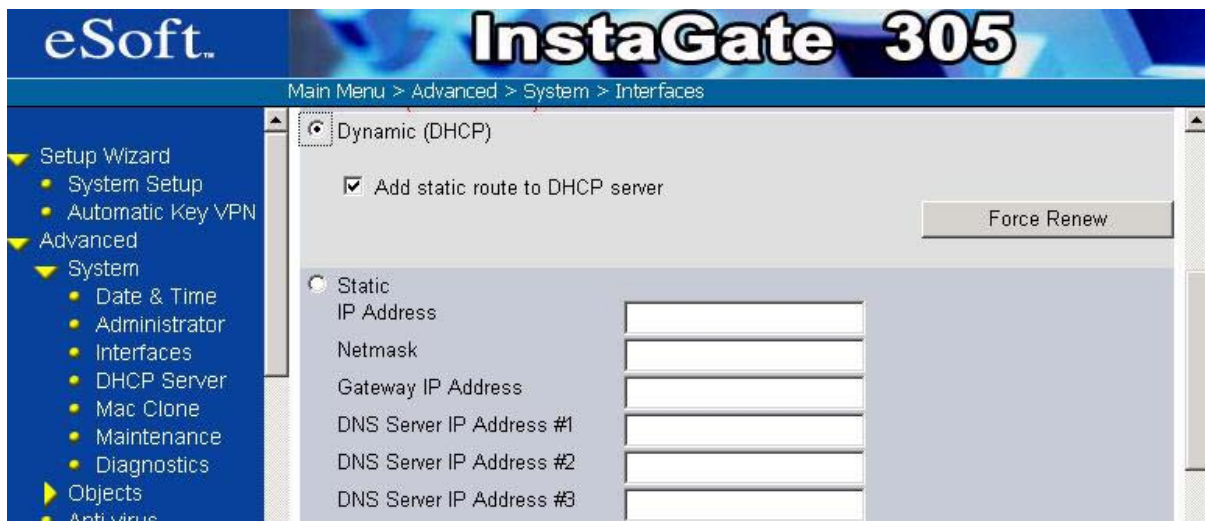 eSoft™
InstaGate 305
Main Menu > Advanced > System > Interfaces
Setup Wizard
System Setup
Automatic Key VPN
Advanced
System
Date & Time
Administrator
Interfaces
DHCP Server
Mac Clone
Maintenance
Diagnostics
Objects
Anti virus
Dynamic (DHCP)
Add static route to DHCP server
Force Renew
Static
IP Address
Netmask
Gateway IP Address
DNS Server IP Address #1
DNS Server IP Address #2
DNS Server IP Address #3